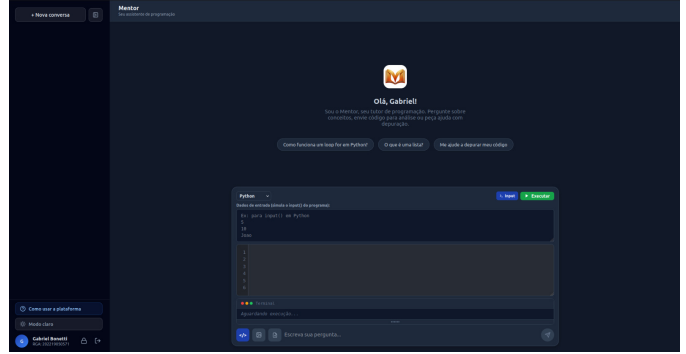 + Nova conversa
Mentor
Seu assistente de programação
Olá, Gabriel!
Sou o Mentor, seu tutor de programação. Pergunte sobre
conceitos, envie código para análise ou peça ajuda com
depuração.
Como funciona um loop for em Python?
O que é uma lista?
Me ajude a depurar meu código
Python
Input
Executar
Dados de entrada (simula o input() do programa):
Ex: para input() em Python
5
10
João
1
2
3
4
5
6
Terminal
Aguardando execução...
</>
Escreva sua pergunta...
Como usar a plataforma
Modo claro
G
Gabriel Bonetti